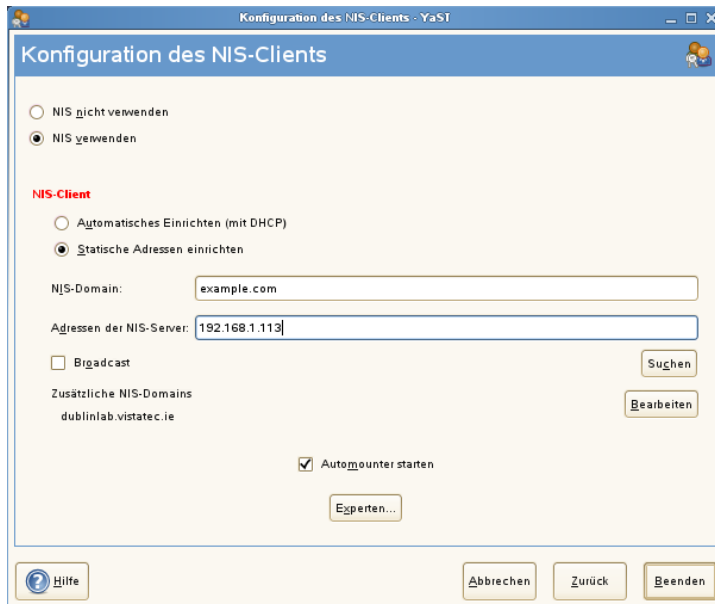 Konfiguration des NIS-Clients - YaST
Konfiguration des NIS-Clients
NIS nicht verwenden
NIS verwenden
NIS-Client
Automatisches Einrichten (mit DHCP)
Statische Adressen einrichten
NIS-Domain: example.com
Adressen der NIS-Server: 192.168.1.113
Broadcast Suchen
Zusätzliche NIS-Domains Bearbeiten
dublinlab.vistatec.ie
Automounter starten
Experten...
Hilfe Abbrechen Zurück Beenden